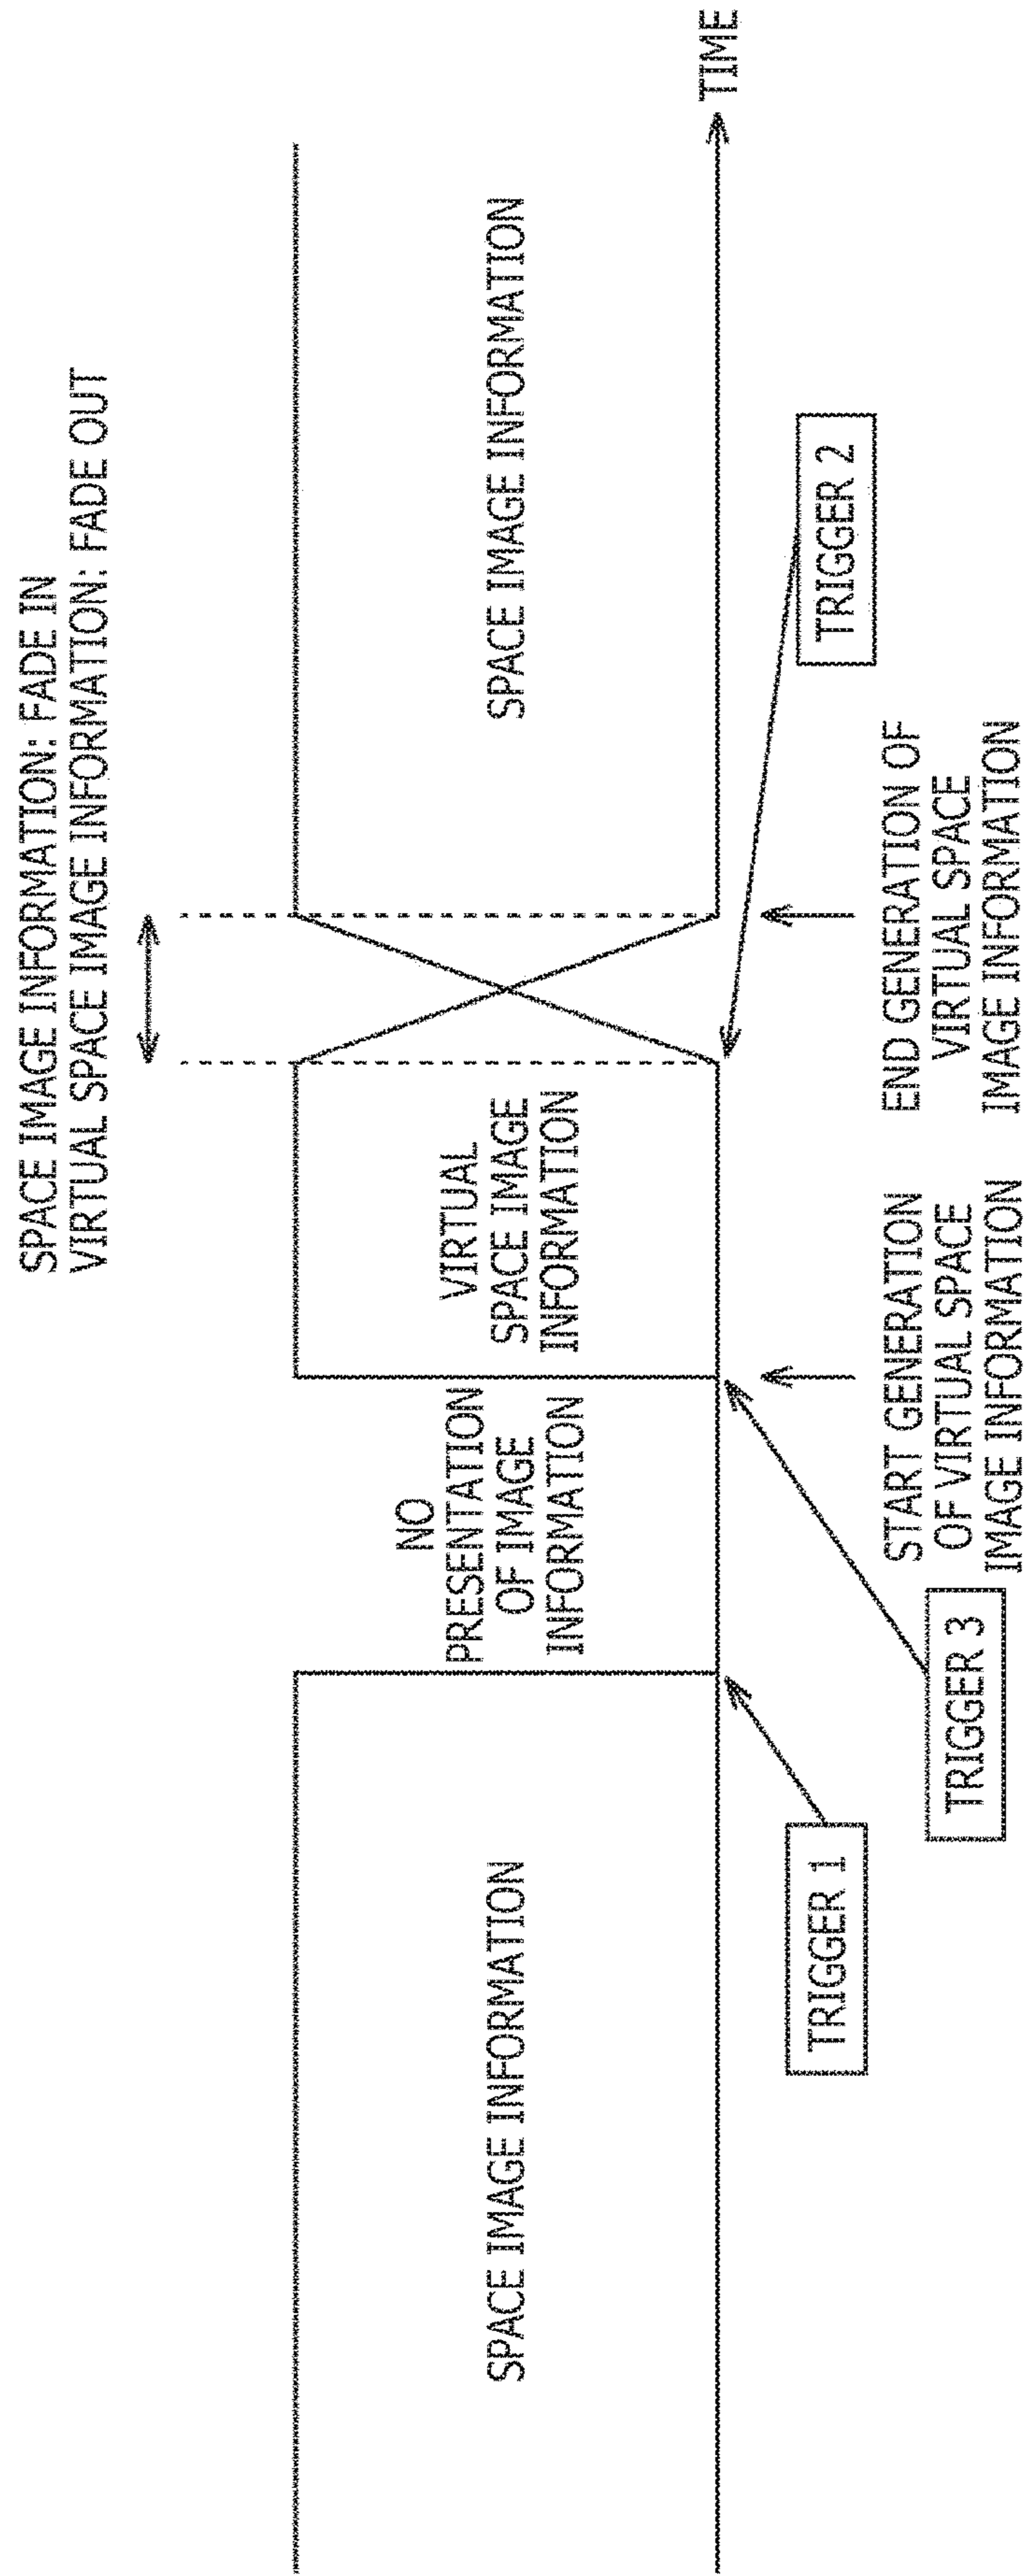 SPACE IMAGE INFORMATION: FADE IN
VIRTUAL SPACE IMAGE INFORMATION: FADE OUT
SPACE IMAGE INFORMATION
NO
PRESENTATION
OF IMAGE
INFORMATION
VIRTUAL
SPACE IMAGE
INFORMATION
SPACE IMAGE INFORMATION
TIME
TRIGGER 1
TRIGGER 3
START GENERATION
OF VIRTUAL SPACE
IMAGE INFORMATION
END GENERATION OF
VIRTUAL SPACE
IMAGE INFORMATION
TRIGGER 2